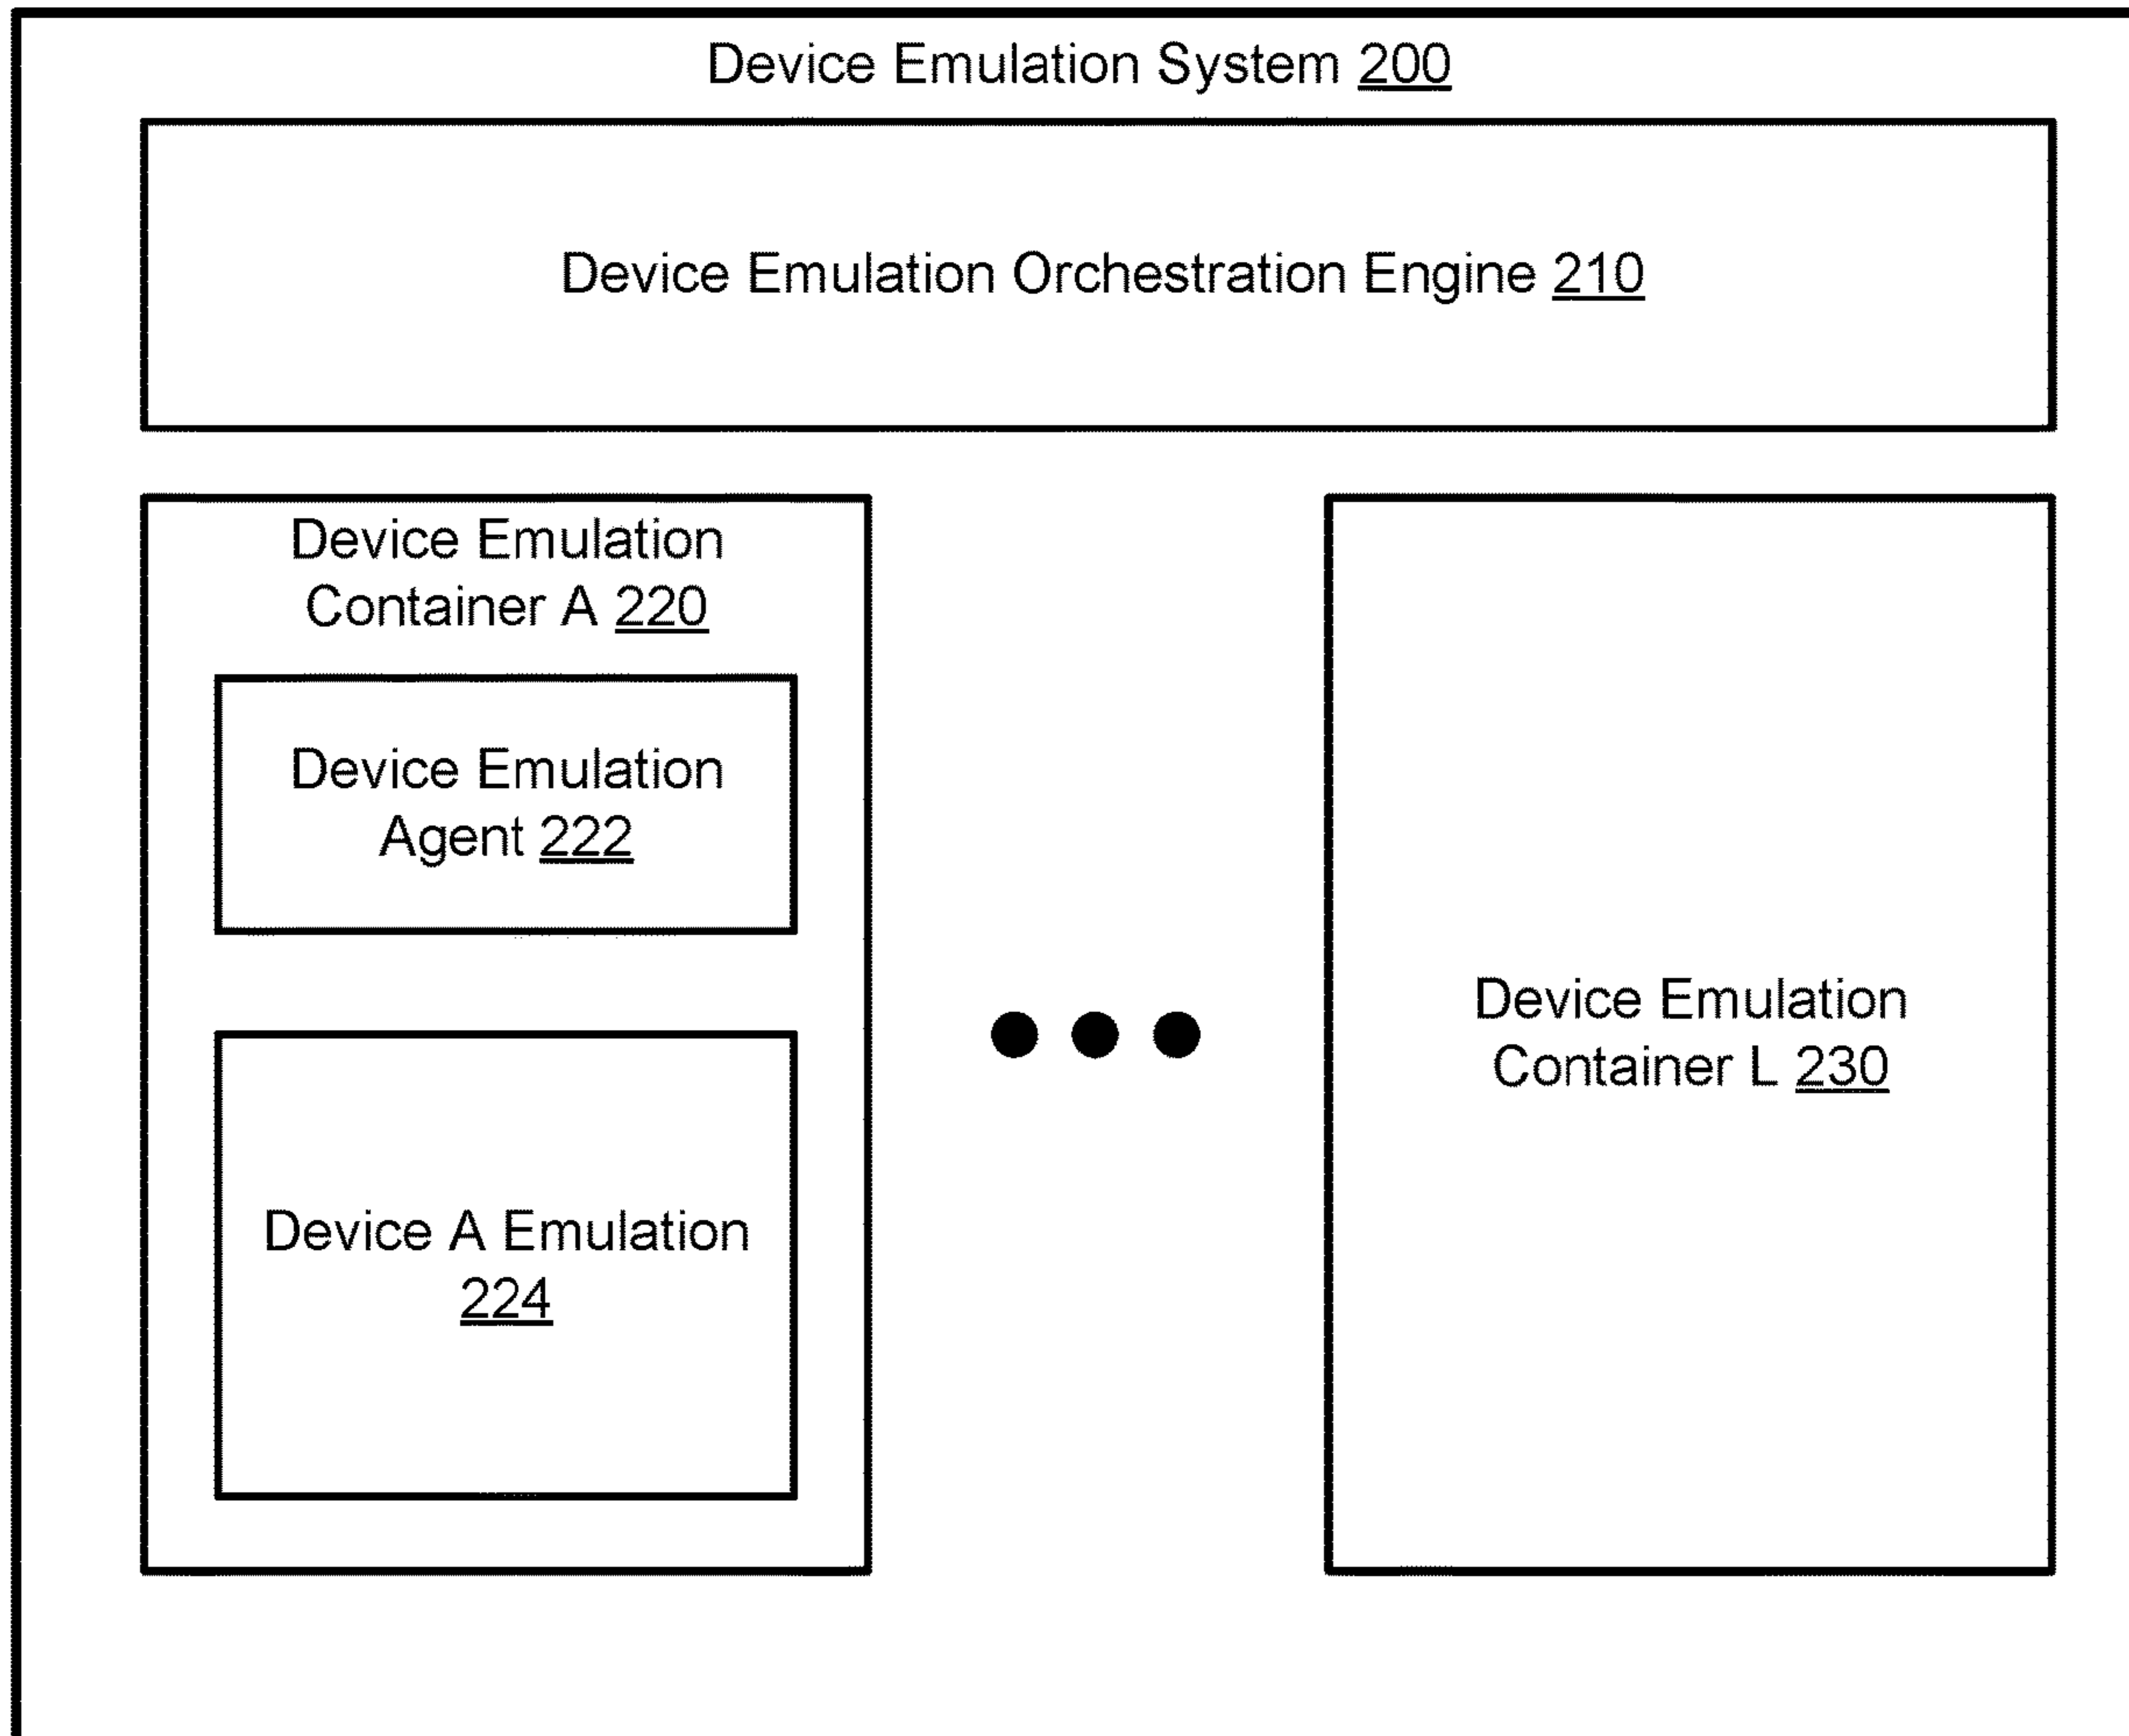 Device Emulation System 200
Device Emulation Orchestration Engine 210
Device Emulation
Container A 220
Device Emulation
Agent 222
Device A Emulation
224
Device Emulation
Container L 230